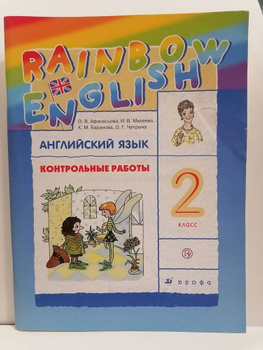 RAINBOW
ENGLISH
О. В. Афанасьева, И. В. Михеева,
К. М. Баранова, О. Г. Чупрына
АНГЛИЙСКИЙ ЯЗЫК
КОНТРОЛЬНЫЕ РАБОТЫ
2
КЛАСС
ДРОФА